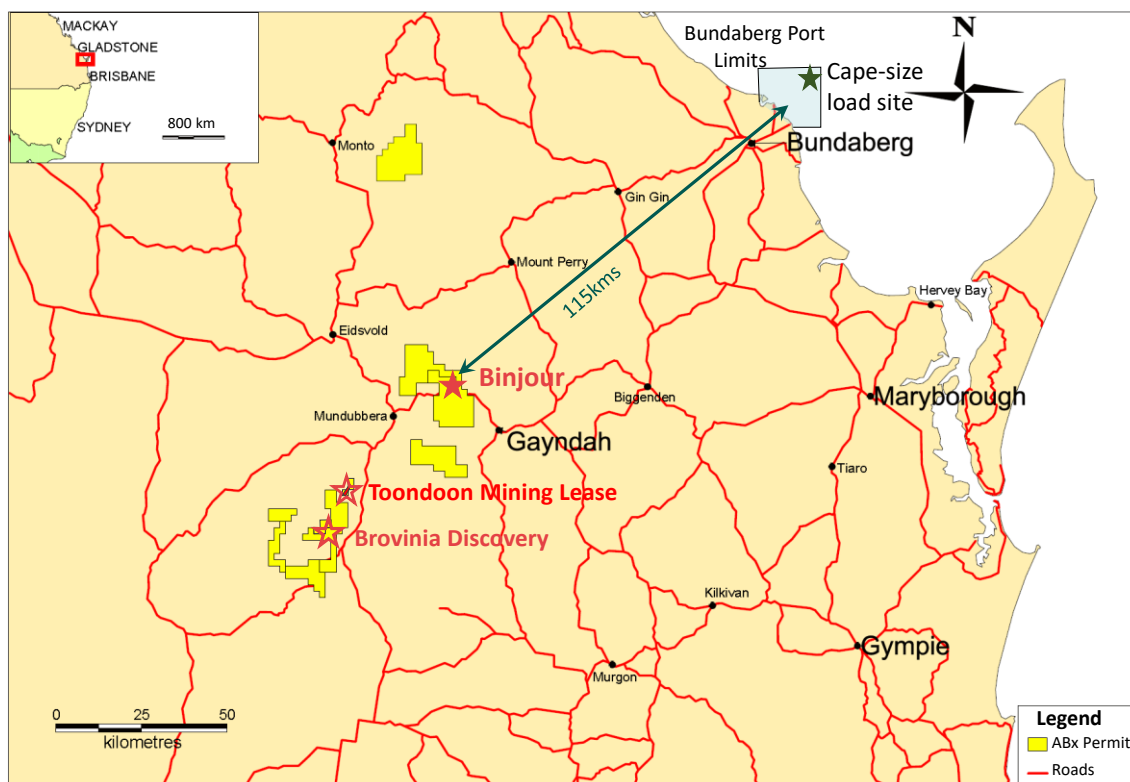 MACKAY
GLADSTONE
BRISBANE
SYDNEY
800 km
Bundaberg Port
Limits
Cape-size
load site
N
Bundaberg
Monto
Gin Gin
Mount Perry
115kms
Hervey Bay
Eidsvold
Binjour
Biggenden
Maryborough
Mundubbera
Gayndah
Tiaro
Toondoon Mining Lease
Brovinia Discovery
Kilkivan
Gympie
Murgon
0 25 50
kilometres
Legend
ABx Permit
Roads